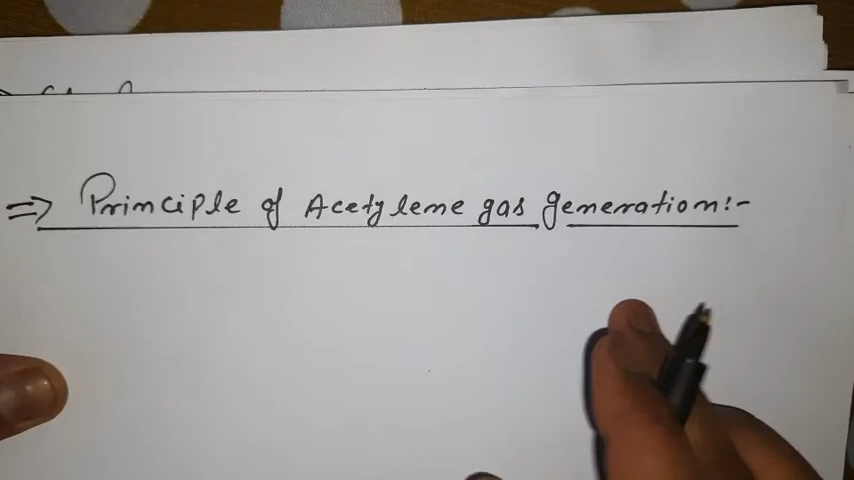 ⇒ Principle of Acetylene gas generation:-